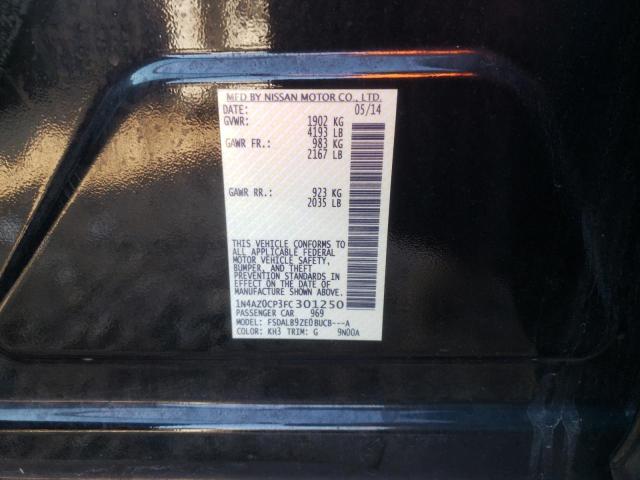 MFD BY NISSAN MOTOR CO., LTD.
DATE: 05/14
GVWR: 1902 KG
4193 LB
GAWR FR.: 983 KG
2167 LB
GAWR RR.: 923 KG
2035 LB
THIS VEHICLE CONFORMS TO
ALL APPLICABLE FEDERAL
MOTOR VEHICLE SAFETY,
BUMPER, AND THEFT
PREVENTION STANDARDS IN
EFFECT ON THE DATE OF
MANUFACTURE SHOWN ABOVE.
1N4AZ0CP3FC301250
PASSENGER CAR 969
MODEL: FSDALB9ZE0BUCB---A
COLOR: KH3 TRIM: G 9N00A